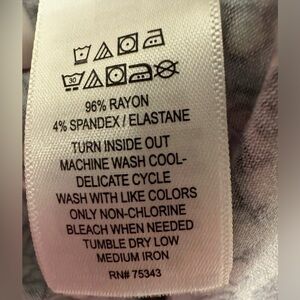 30
96% RAYON
4% SPANDEX / ELASTANE
TURN INSIDE OUT
MACHINE WASH COOL-
DELICATE CYCLE
WASH WITH LIKE COLORS
ONLY NON-CHLORINE
BLEACH WHEN NEEDED
TUMBLE DRY LOW
MEDIUM IRON
RN# 75343